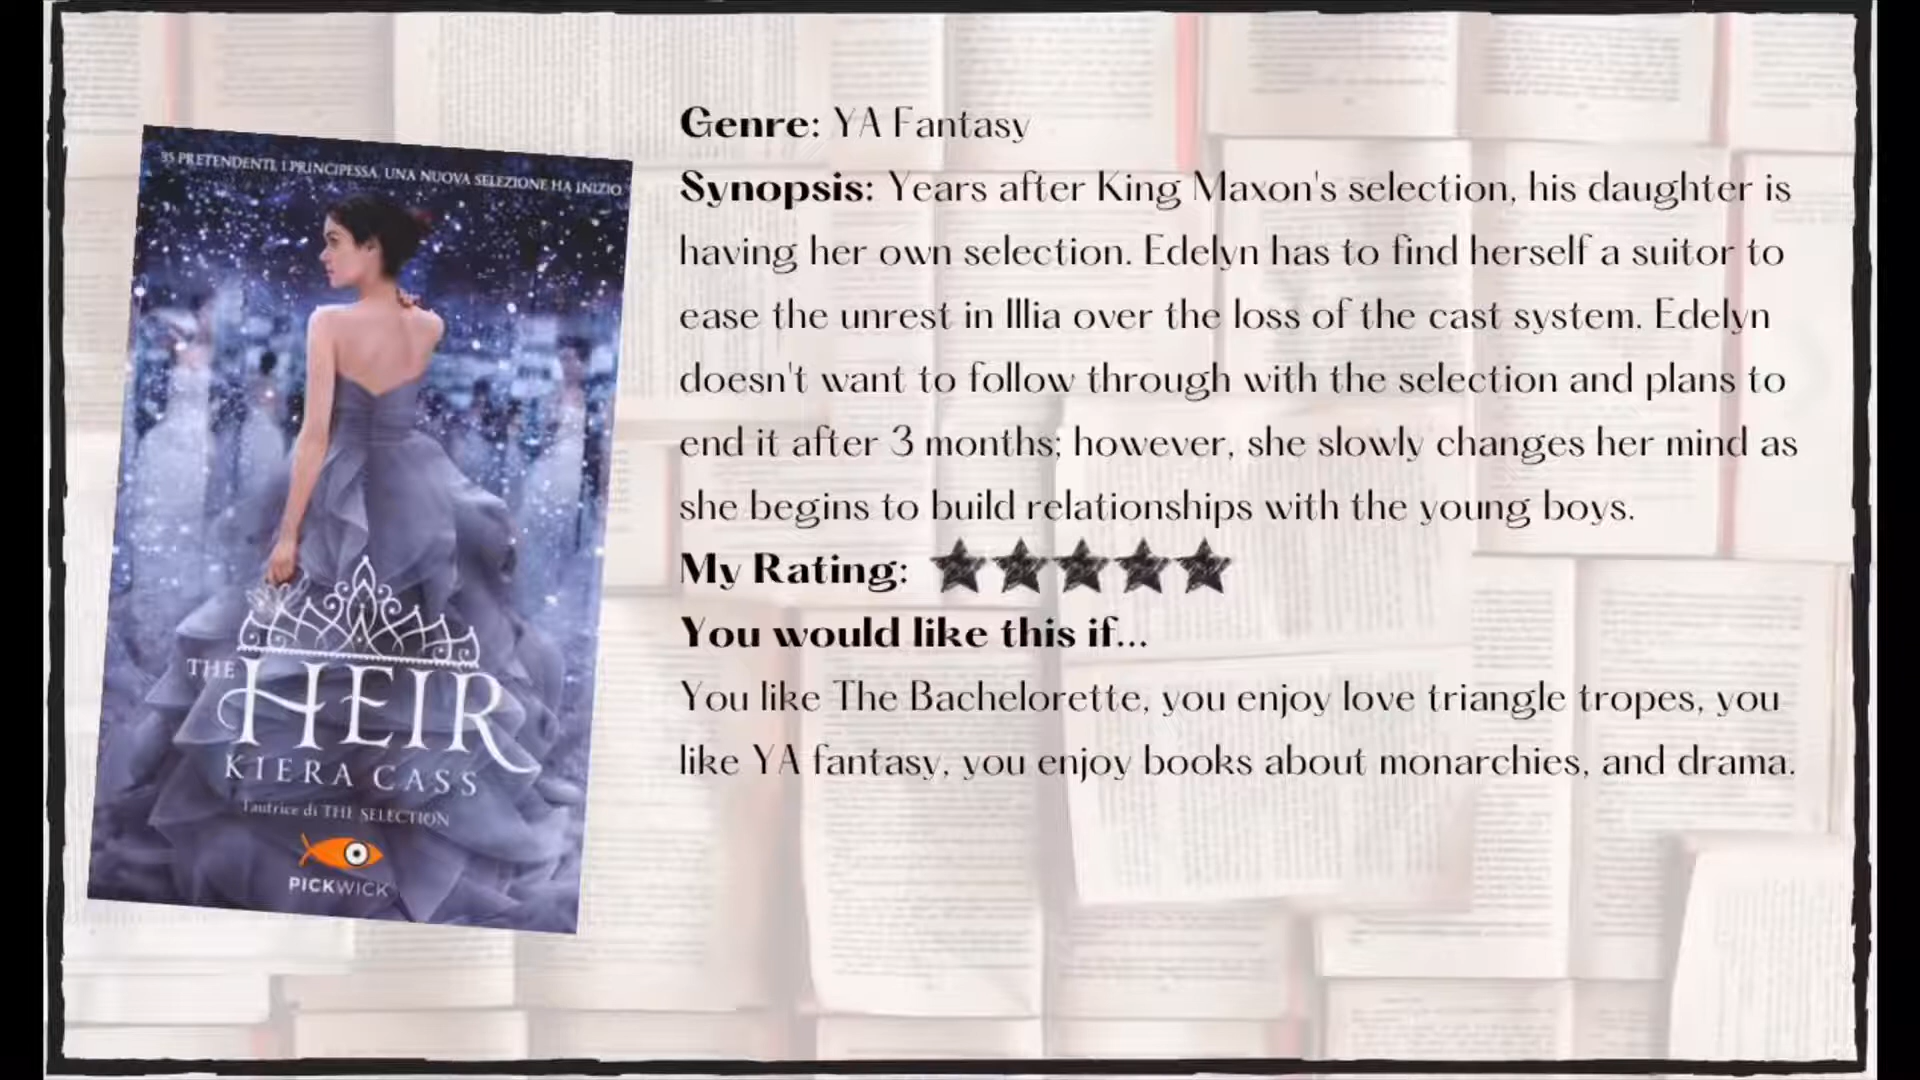 35 PRETENDENTI, 1 PRINCIPESSA. UNA NUOVA SELEZIONE HA INIZIO
THE
HEIR
KIERA CASS
l'autrice di THE SELECTION
PICKWICK
Genre: YA Fantasy
Synopsis: Years after King Maxon's selection, his daughter is
having her own selection. Edelyn has to find herself a suitor to
ease the unrest in Illia over the loss of the cast system. Edelyn
doesn't want to follow through with the selection and plans to
end it after 3 months; however, she slowly changes her mind as
she begins to build relationships with the young boys.
My Rating:
You would like this if...
You like The Bachelorette, you enjoy love triangle tropes, you
like YA fantasy, you enjoy books about monarchies, and drama.